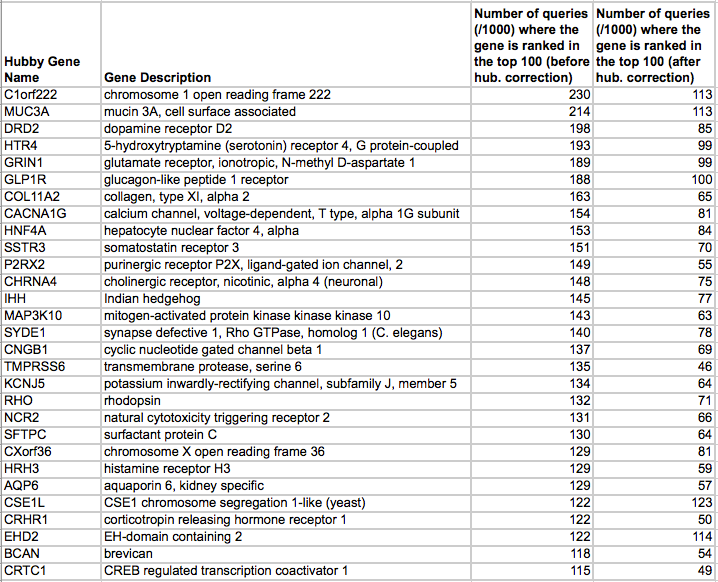 Hubby Gene Name	Gene Description	Number of queries (/1000) where the gene is ranked in the top 100 (before hub. correction)	Number of queries (/1000) where the gene is ranked in the top 100 (after hub. correction)
C1orf222	chromosome 1 open reading frame 222	230	113
MUC3A	mucin 3A, cell surface associated	214	113
DRD2	dopamine receptor D2	198	85
HTR4	5-hydroxytryptamine (serotonin) receptor 4, G protein-coupled	193	99
GRIN1	glutamate receptor, ionotropic, N-methyl D-aspartate 1	189	99
GLP1R	glucagon-like peptide 1 receptor	188	100
COL11A2	collagen, type XI, alpha 2	163	65
CACNA1G	calcium channel, voltage-dependent, T type, alpha 1G subunit	154	81
HNF4A	hepatocyte nuclear factor 4, alpha	153	84
SSTR3	somatostatin receptor 3	151	70
P2RX2	purinergic receptor P2X, ligand-gated ion channel, 2	149	55
CHRNA4	cholinergic receptor, nicotinic, alpha 4 (neuronal)	148	75
IHH	Indian hedgehog	145	77
MAP3K10	mitogen-activated protein kinase kinase kinase 10	143	63
SYDE1	synapse defective 1, Rho GTPase, homolog 1 (C. elegans)	140	78
CNGB1	cyclic nucleotide gated channel beta 1	137	69
TMPRSS6	transmembrane protease, serine 6	135	46
KCNJ5	potassium inwardly-rectifying channel, subfamily J, member 5	134	64
RHO	rhodopsin	132	71
NCR2	natural cytotoxicity triggering receptor 2	131	66
SFTPC	surfactant protein C	130	64
CXorf36	chromosome X open reading frame 36	129	81
HRH3	histamine receptor H3	129	59
AQP6	aquaporin 6, kidney specific	129	57
CSE1L	CSE1 chromosome segregation 1-like (yeast)	122	123
CRHR1	corticotropin releasing hormone receptor 1	122	50
EHD2	EH-domain containing 2	122	114
BCAN	brevican	118	54
CRTC1	CREB regulated transcription coactivator 1	115	49